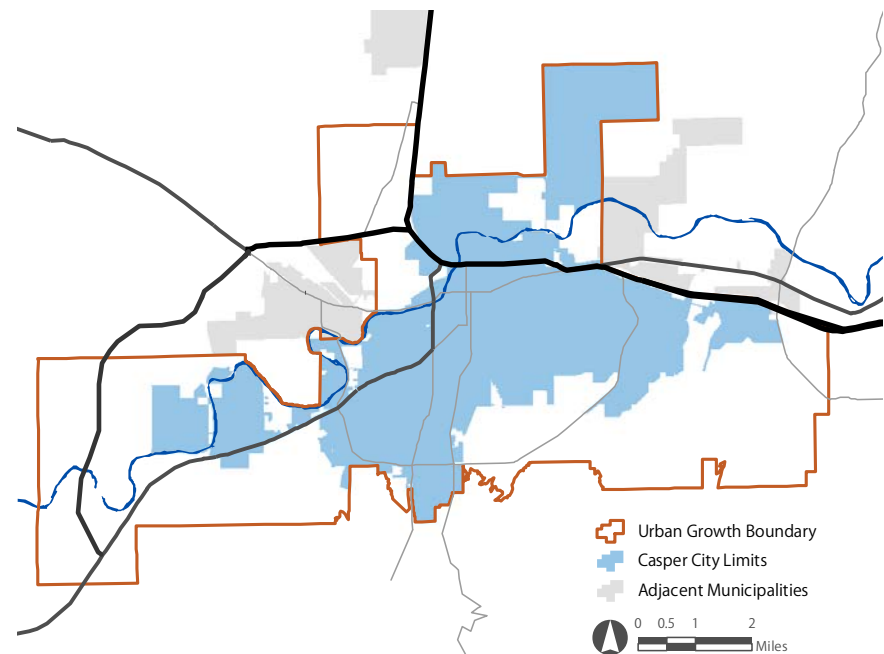 Urban Growth Boundary
Casper City Limits
Adjacent Municipalities
0 0.5 1 2
Miles